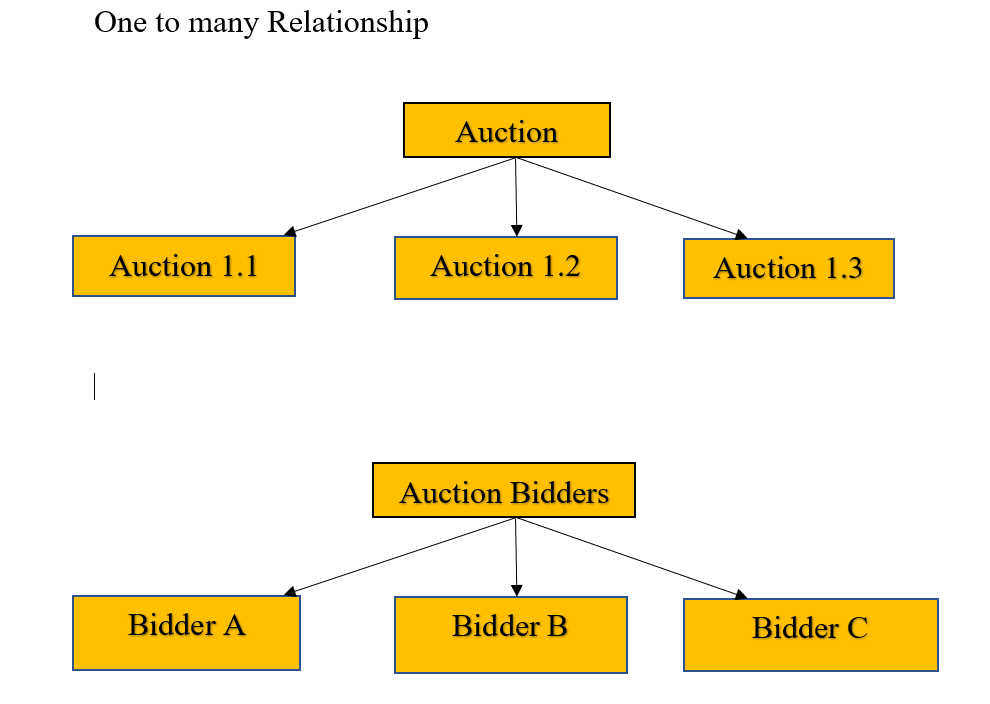 One to many Relationship
Auction
Auction 1.1
Auction 1.2
Auction 1.3
Auction Bidders
Bidder A
Bidder B
Bidder C